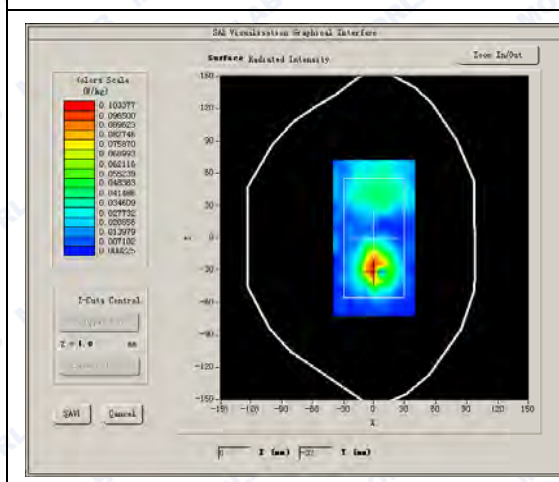 SAR Visualisation Graphical Interface
Surface Radiated Intensity
Zoom In/Out
Colors Scale
(W/kg)
0.103377
0.096500
0.089623
0.082746
0.075870
0.068993
0.062116
0.055239
0.048363
0.041486
0.034609
0.027732
0.020856
0.013979
0.007102
0.000225
150
90
60
30
0
-30
-60
-90
-120
-150
-150 -120 -90 -60 -30 0 30 60 90 120 150
X
Z-Cuts Control
Z = 1.0 mm
SAVE
Cancel
0 X (mm) Y (mm)